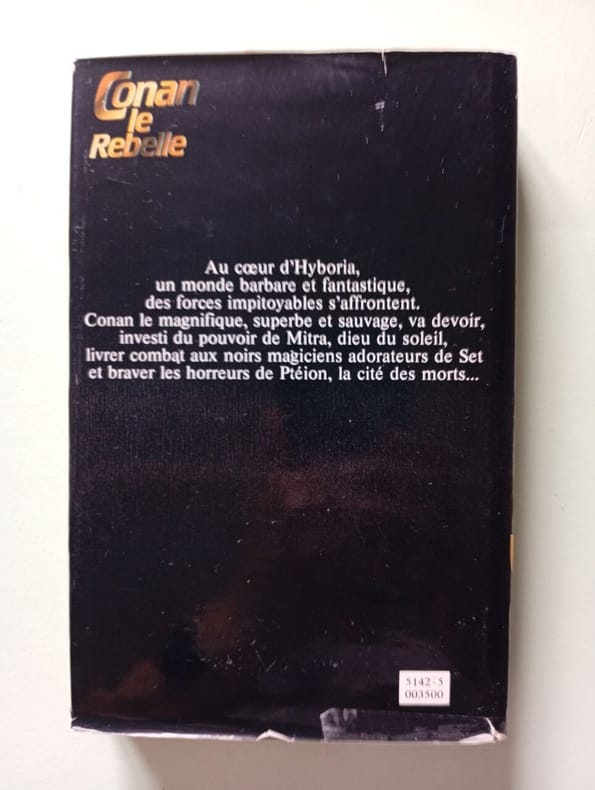 Conan
le
Rebelle
Au cœur d'Hyboria,
un monde barbare et fantastique,
des forces impitoyables s'affrontent.
Conan le magnifique, superbe et sauvage, va devoir,
investi du pouvoir de Mitra, dieu du soleil,
livrer combat aux noirs magiciens adorateurs de Set
et braver les horreurs de Ptéion, la cité des morts...
5142-5
003500